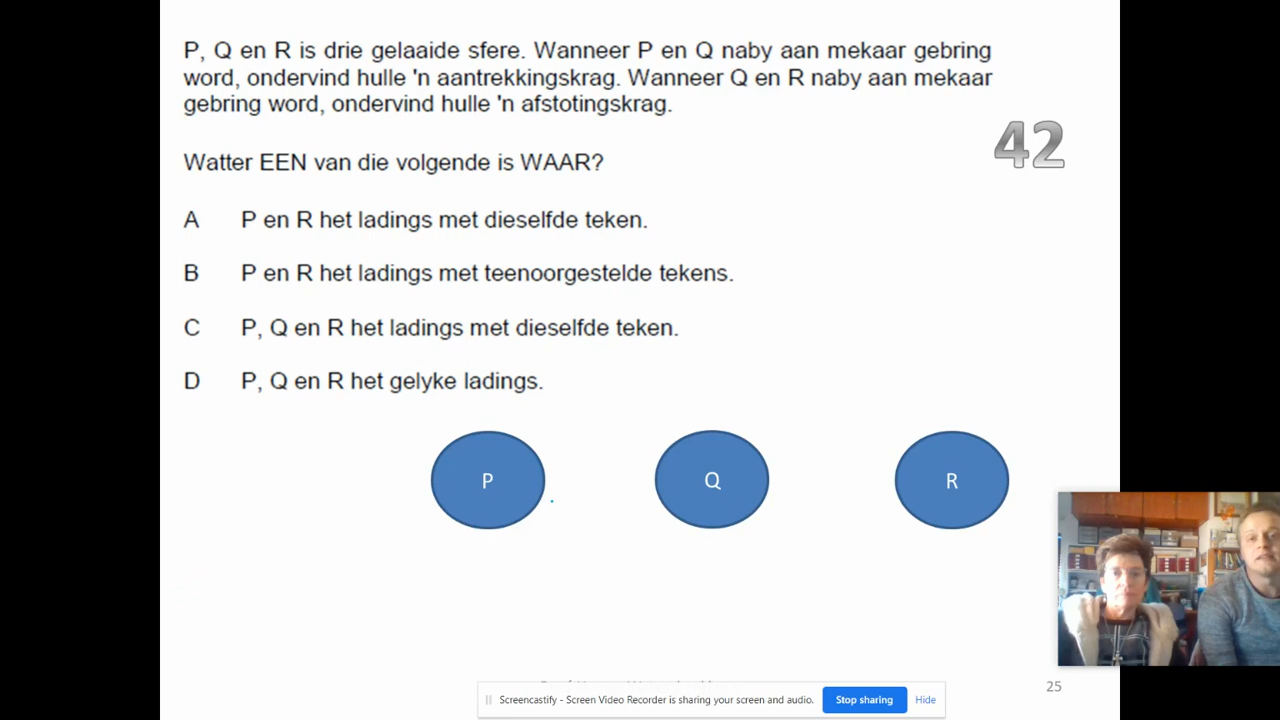 P, Q en R is drie gelaaide sfere. Wanneer P en Q naby aan mekaar gebring
word, ondervind hulle 'n aantrekkingskrag. Wanneer Q en R naby aan mekaar
gebring word, ondervind hulle 'n afstotingskrag.
42
Watter EEN van die volgende is WAAR?
A P en R het ladings met dieselfde teken.
B P en R het ladings met teenoorgestelde tekens.
C P, Q en R het ladings met dieselfde teken.
D P, Q en R het gelyke ladings.
P Q R
25
Screencastify - Screen Video Recorder is sharing your screen and audio. Stop sharing Hide